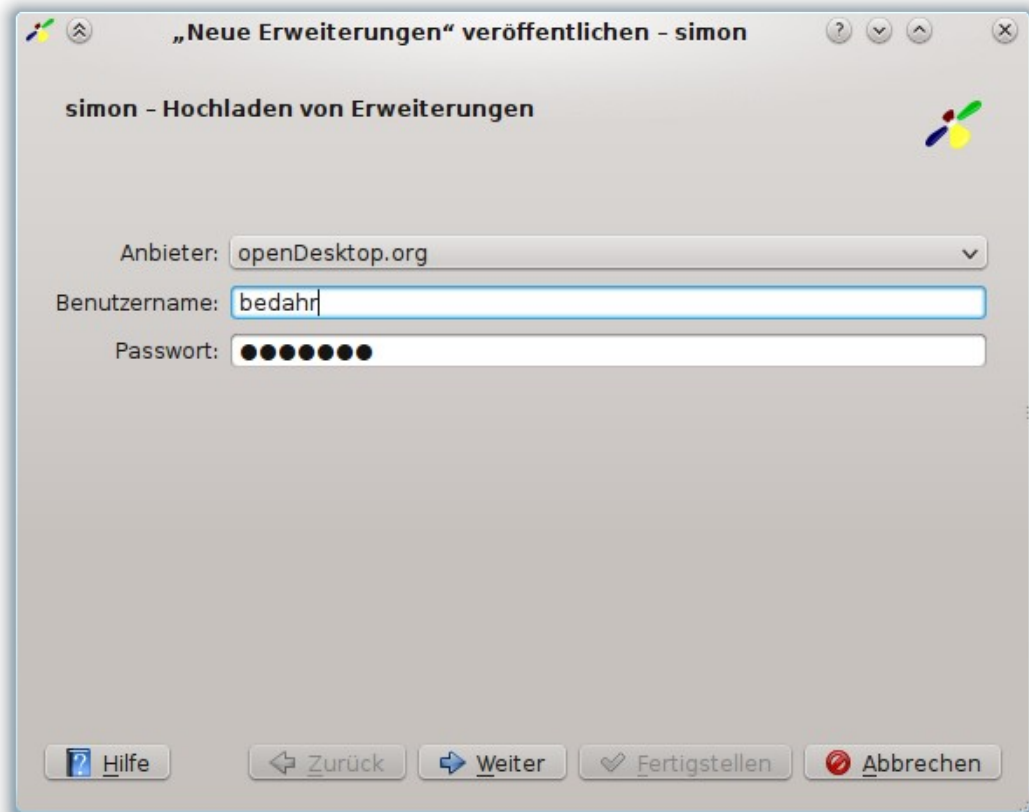 „Neue Erweiterungen“ veröffentlichen – simon
simon – Hochladen von Erweiterungen
Anbieter: openDesktop.org
Benutzername: bedahr
Passwort: ●●●●●●●
Hilfe Zurück Weiter Fertigstellen Abbrechen